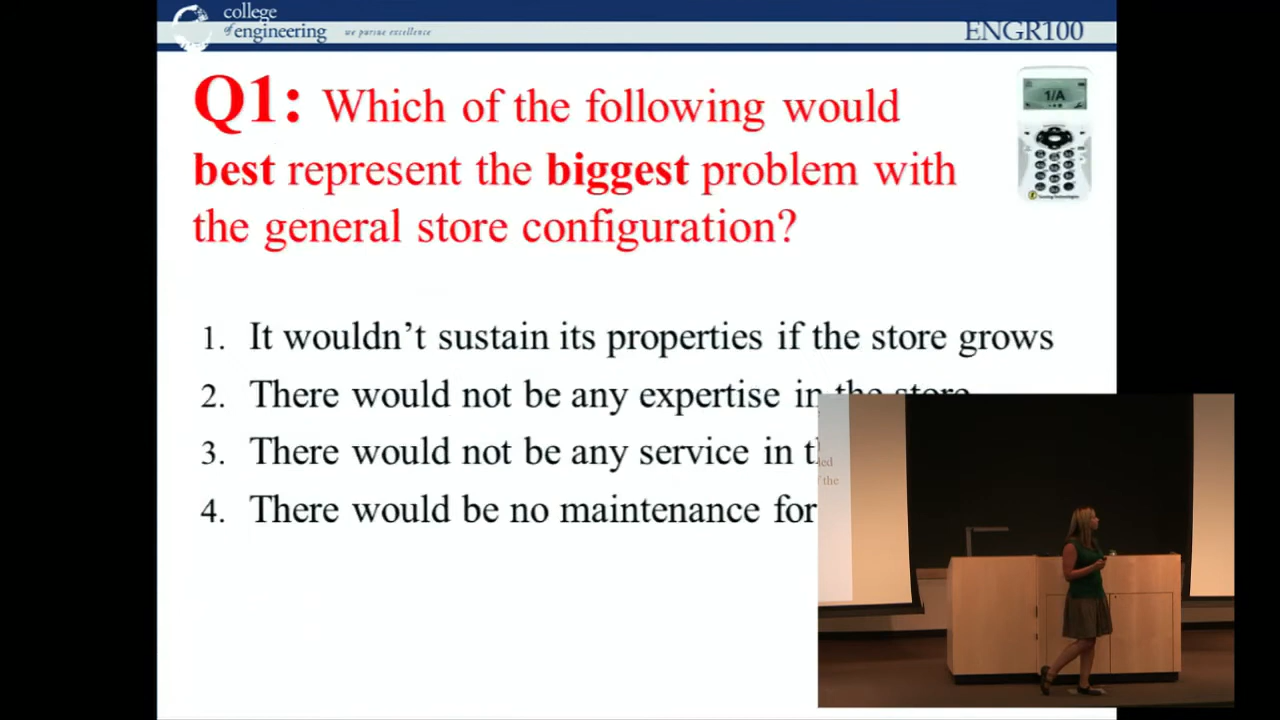 college
of engineering
we pursue excellence
ENGR100
1/A
Q1: Which of the following would
best represent the biggest problem with
the general store configuration?
1. It wouldn't sustain its properties if the store grows
2. There would not be any expertise in the store
3. There would not be any service in t
4. There would be no maintenance for
the